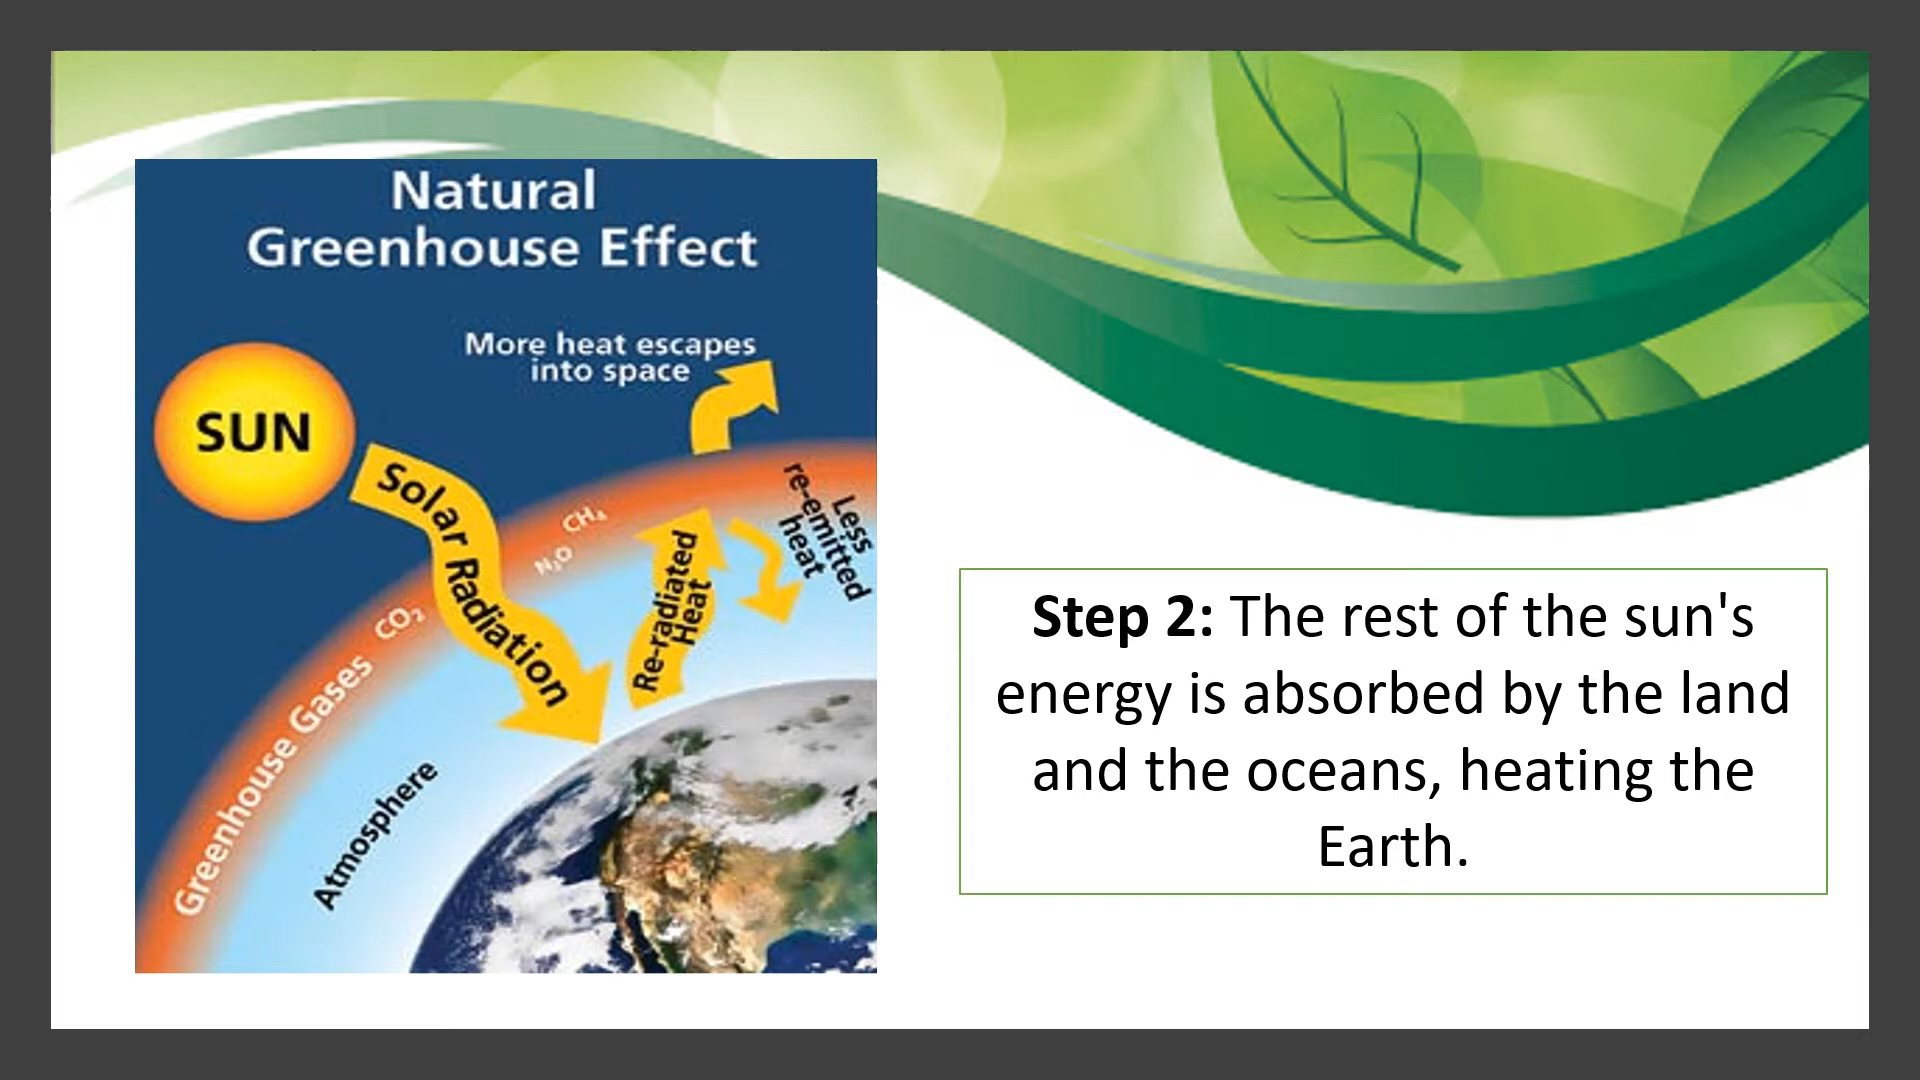 Natural
Greenhouse Effect
More heat escapes
into space
SUN
Solar Radiation
CH₄
N₂O
CO₂
Greenhouse Gases
Atmosphere
Re-radiated
Heat
Less
re-emitted
heat
Step 2: The rest of the sun's
energy is absorbed by the land
and the oceans, heating the
Earth.